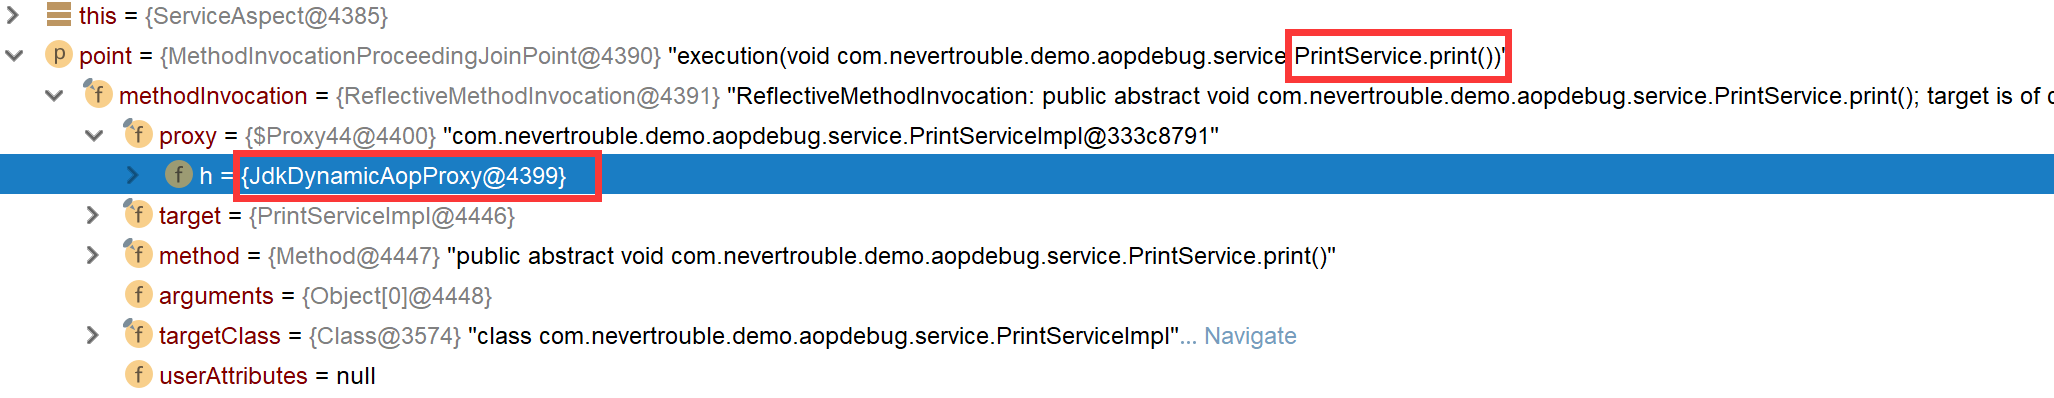 this = {ServiceAspect@4385}
p point = {MethodInvocationProceedingJoinPoint@4390} "execution(void com.nevertrouble.demo.aopdebug.service.PrintService.print())"
f methodInvocation = {ReflectiveMethodInvocation@4391} "ReflectiveMethodInvocation: public abstract void com.nevertrouble.demo.aopdebug.service.PrintService.print(); target is of c
f proxy = {$Proxy44@4400} "com.nevertrouble.demo.aopdebug.service.PrintServiceImpl@333c8791"
f h = {JdkDynamicAopProxy@4399}
f target = {PrintServiceImpl@4446}
f method = {Method@4447} "public abstract void com.nevertrouble.demo.aopdebug.service.PrintService.print()"
f arguments = {Object[0]@4448}
f targetClass = {Class@3574} "class com.nevertrouble.demo.aopdebug.service.PrintServiceImpl"... Navigate
f userAttributes = null